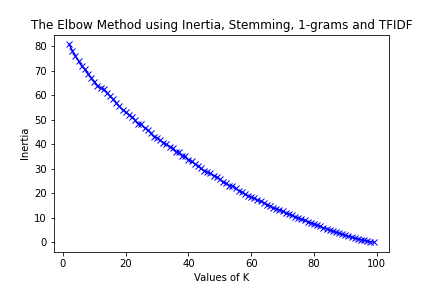 The Elbow Method using Inertia, Stemming, 1-grams and TFIDF
80
70
60
50
40
30
20
10
0
Inertia
0 20 40 60 80 100
Values of K